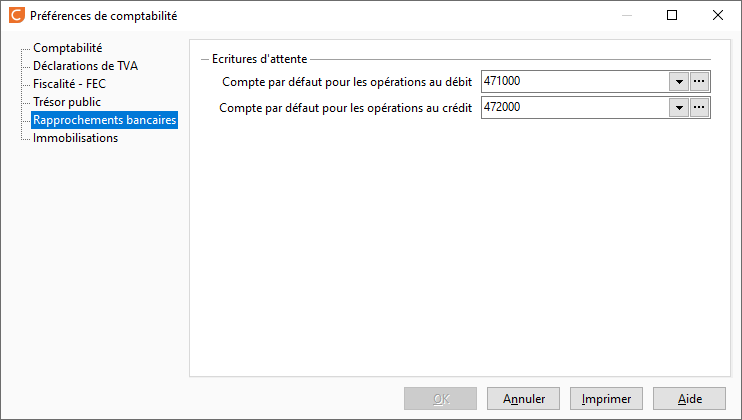 Préférences de comptabilité
Comptabilité
Déclarations de TVA
Fiscalité - FEC
Trésor public
Rapprochements bancaires
Immobilisations
Ecritures d'attente
Compte par défaut pour les opérations au débit 471000
Compte par défaut pour les opérations au crédit 472000
OK Annuler Imprimer Aide